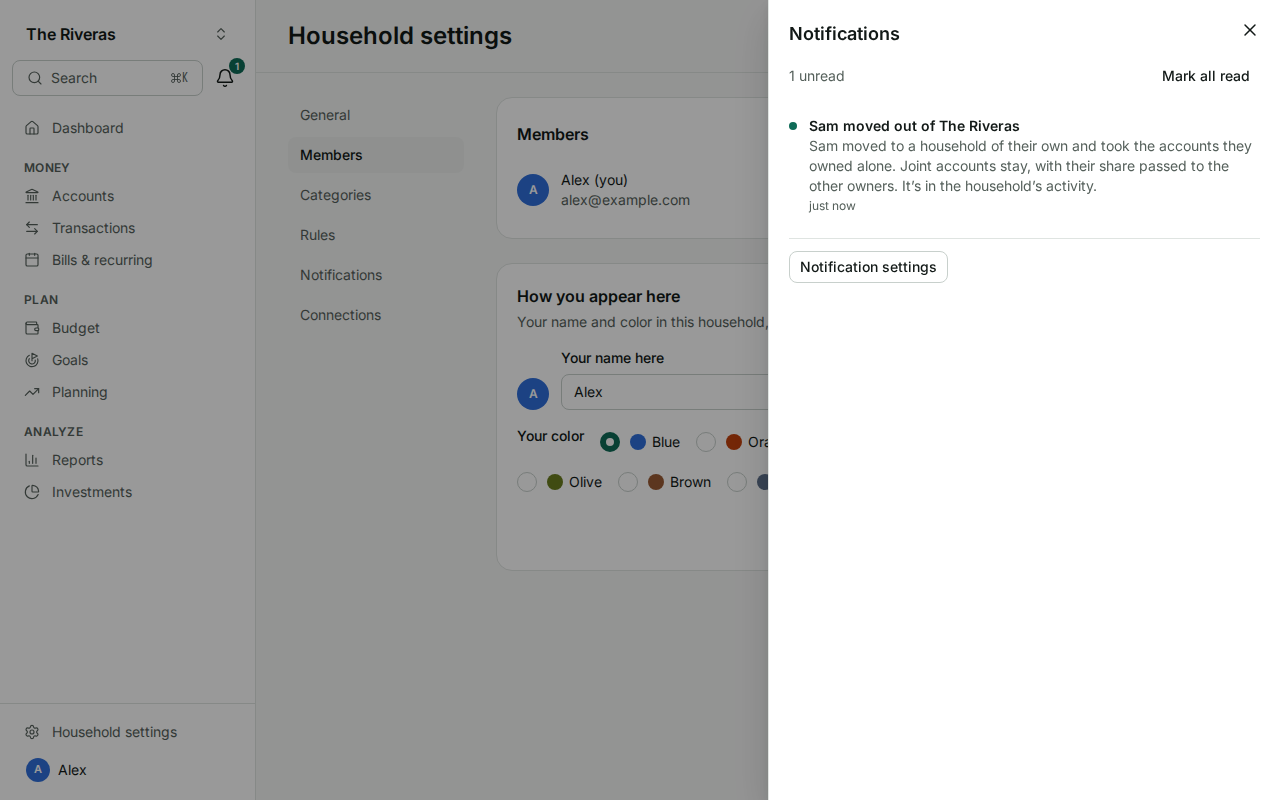 The Riveras
Search
⌘K
1
Dashboard
MONEY
Accounts
Transactions
Bills & recurring
PLAN
Budget
Goals
Planning
ANALYZE
Reports
Investments
Household settings
A
Alex
Household settings
General
Members
Categories
Rules
Notifications
Connections
Members
A
Alex (you)
alex@example.com
How you appear here
Your name and color in this household,
Your name here
A
Alex
Your color
Blue
Olive
Brown
Notifications
1 unread
Mark all read
Sam moved out of The Riveras
Sam moved to a household of their own and took the accounts they
owned alone. Joint accounts stay, with their share passed to the
other owners. It’s in the household’s activity.
just now
Notification settings